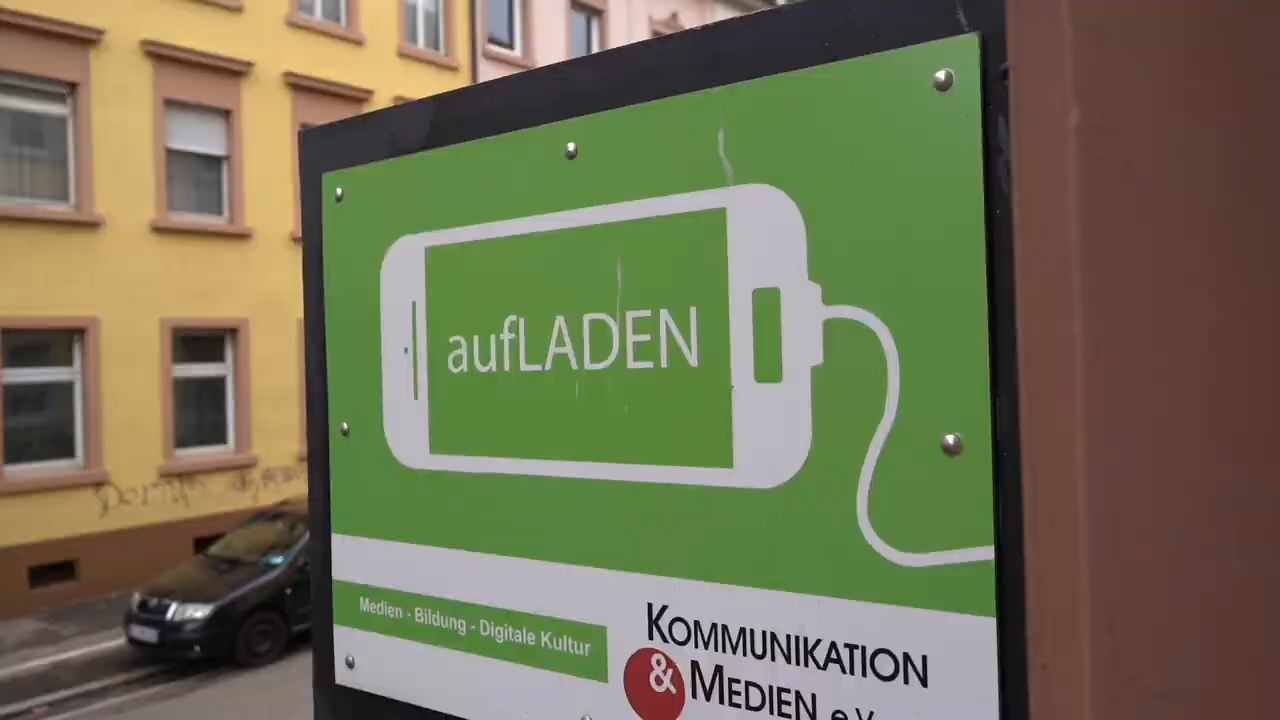 aufLADEN
Medien - Bildung - Digitale Kultur
KOMMUNIKATION
& MEDIEN e.V.